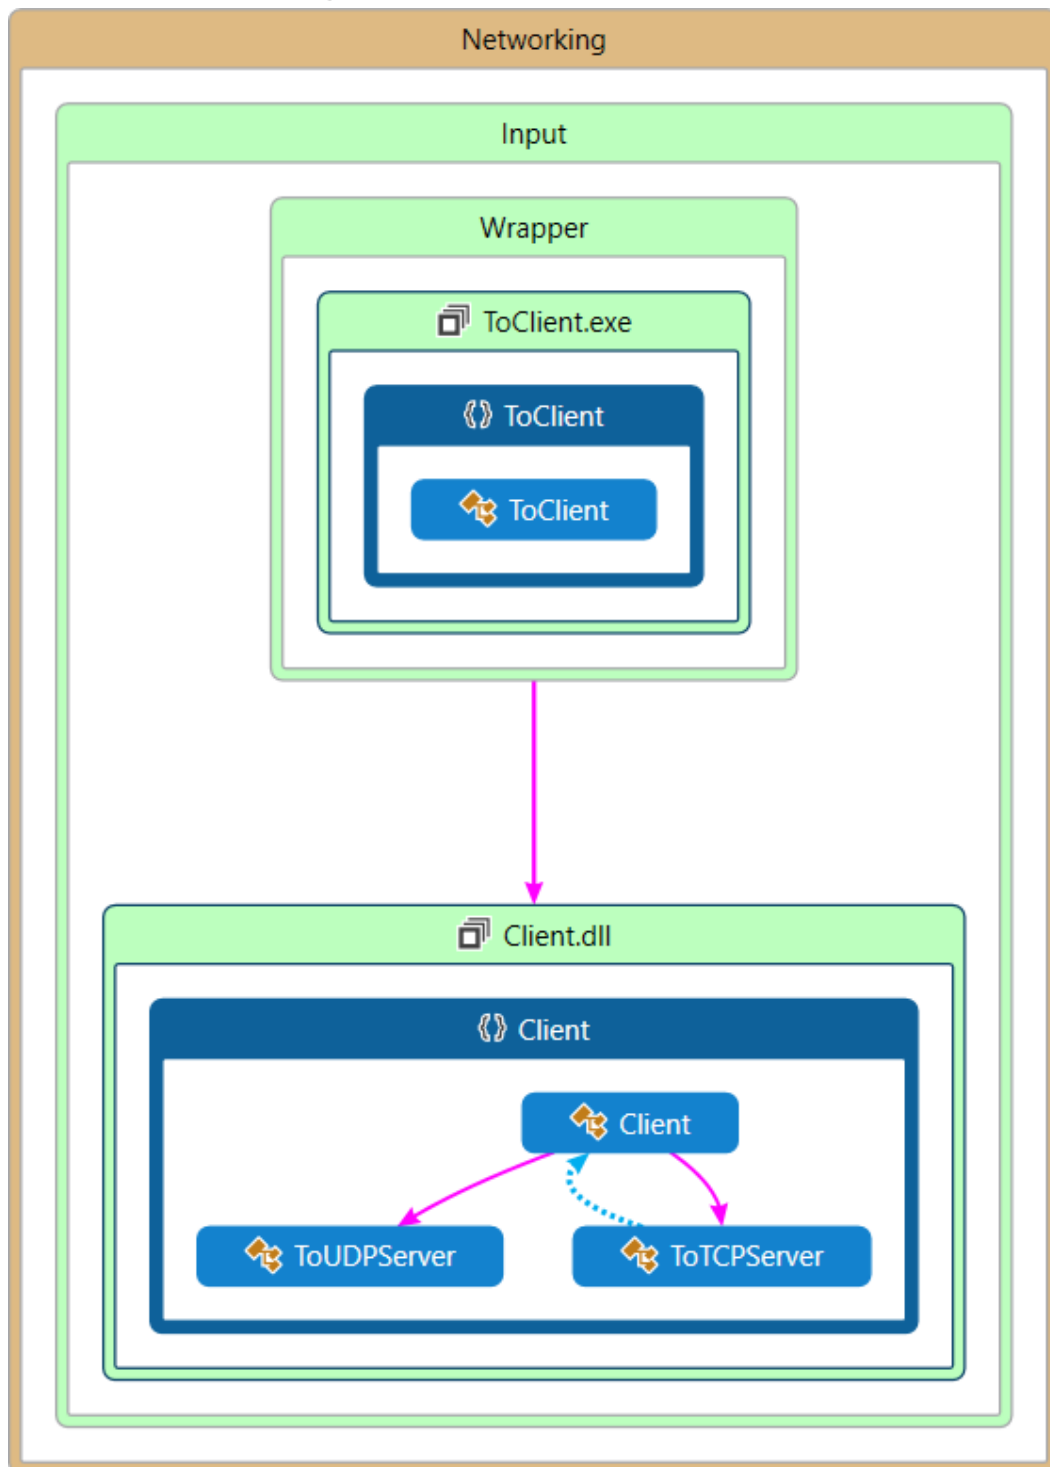 Networking
Input
Wrapper
ToClient.exe
{} ToClient
ToClient
Client.dll
{} Client
Client
ToUDPServer
ToTCPServer